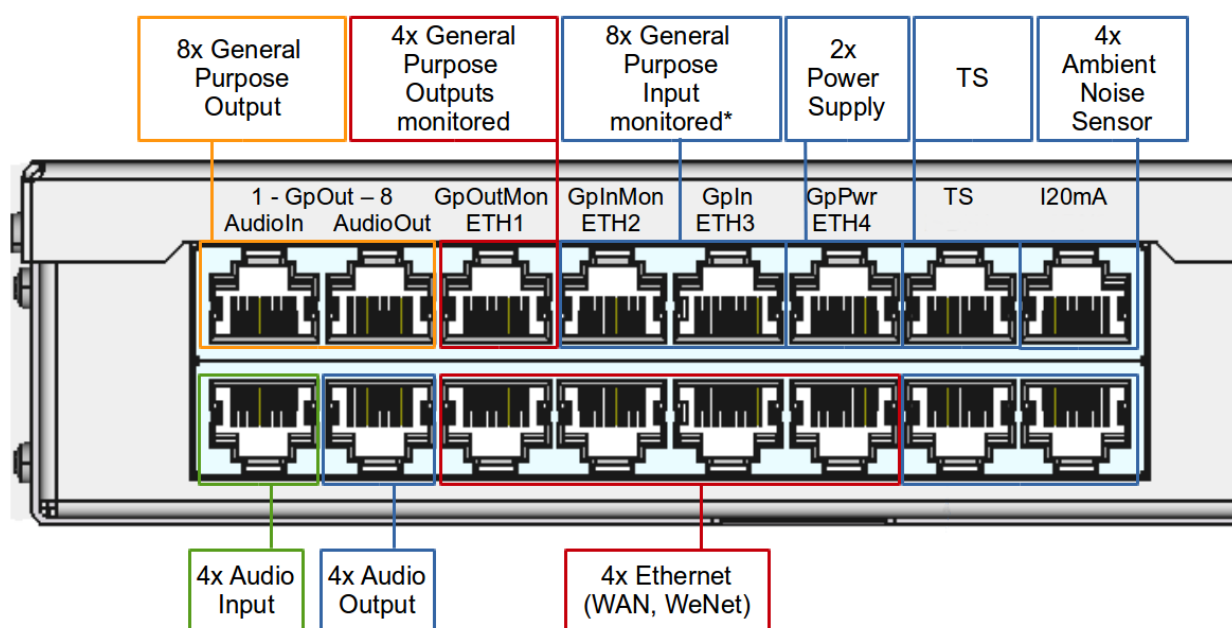 8x General
Purpose
Output
4x General
Purpose
Outputs
monitored
8x General
Purpose
Input
monitored*
2x
Power
Supply
TS
4x
Ambient
Noise
Sensor
1 - GpOut – 8
AudioIn
AudioOut
GpOutMon
ETH1
GpInMon
ETH2
GpIn
ETH3
GpPwr
ETH4
TS
I20mA
4x Audio
Input
4x Audio
Output
4x Ethernet
(WAN, WeNet)